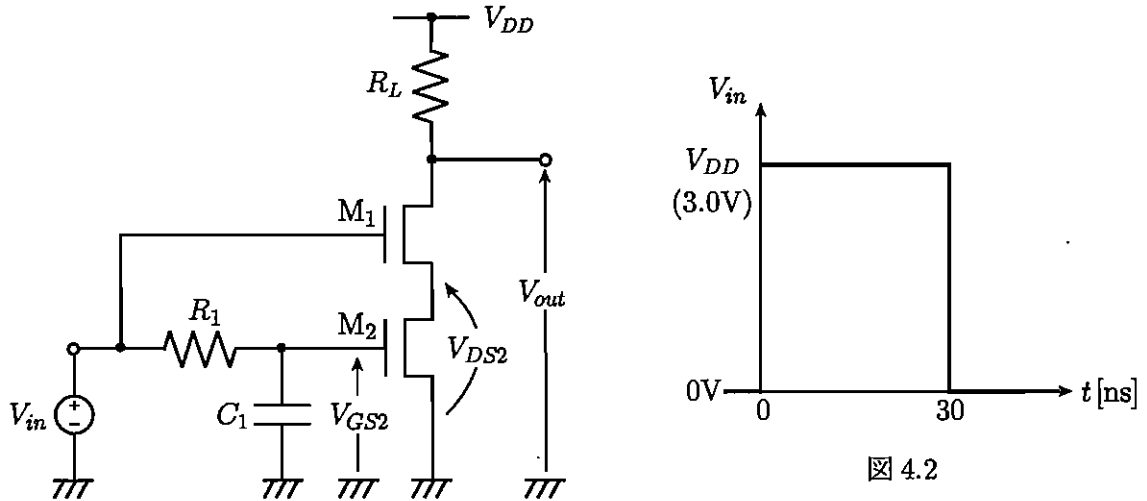 V_DD
R_L
M_1
R_1
M_2
V_in
+
−
C_1
V_GS2
V_DS2
V_out
V_in
V_DD
(3.0V)
0V
0
30
t [ns]
図 4.2